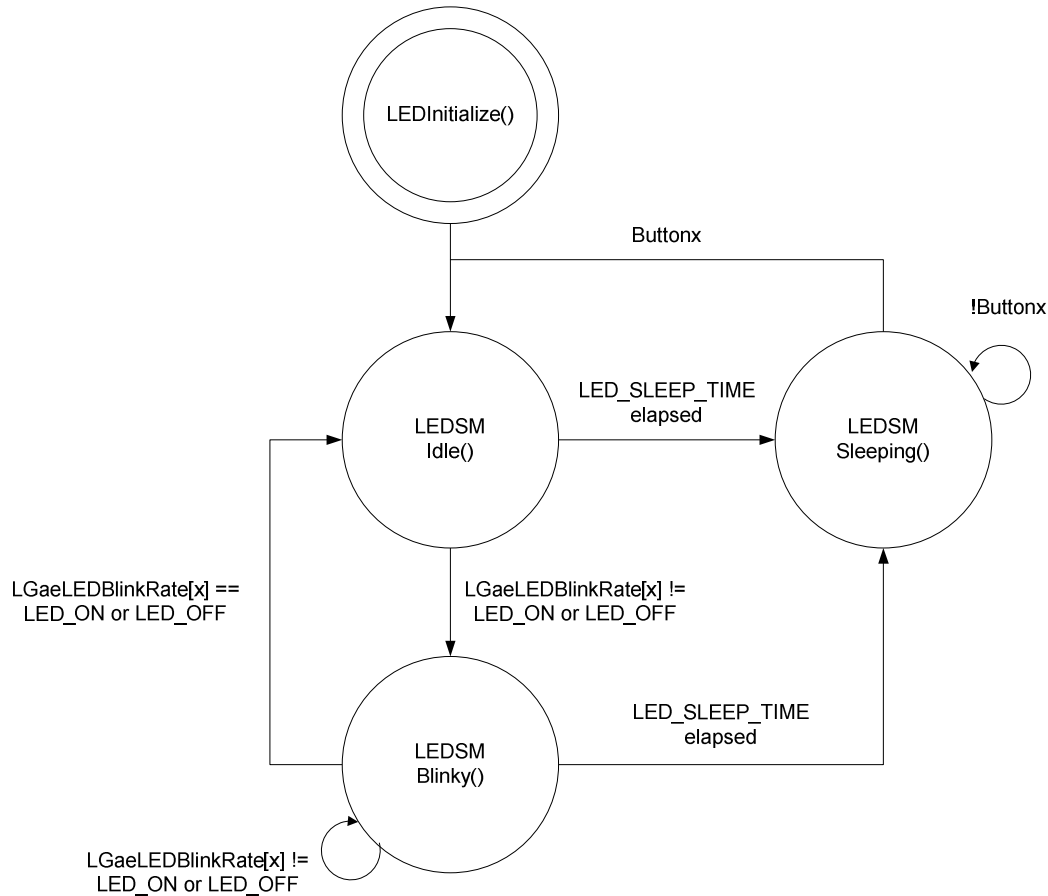 LEDInitialize()
Buttonx
!Buttonx
LED_SLEEP_TIME
elapsed
LEDSM
Idle()
LEDSM
Sleeping()
LGaeLEDBlinkRate[x] ==
LED_ON or LED_OFF
LGaeLEDBlinkRate[x] !=
LED_ON or LED_OFF
LED_SLEEP_TIME
elapsed
LEDSM
Blinky()
LGaeLEDBlinkRate[x] !=
LED_ON or LED_OFF